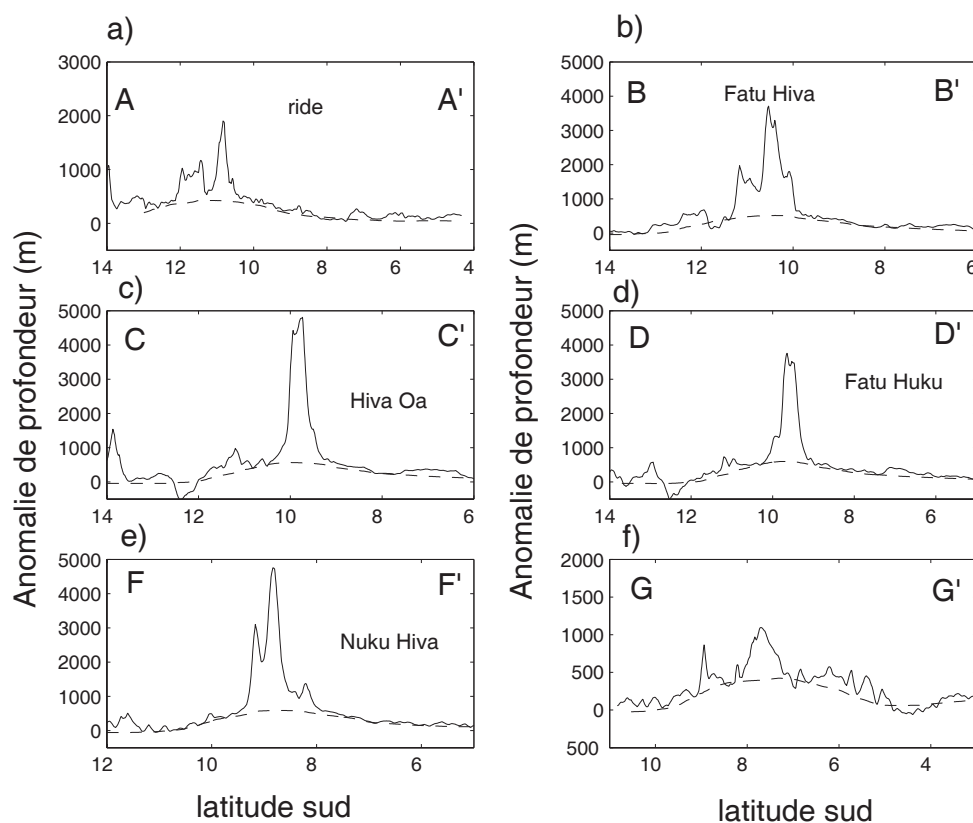 a)
3000
2000
1000
0
A
ride
A'
14
12
10
8
6
4
b)
5000
4000
3000
2000
1000
0
B
Fatu Hiva
B'
14
12
10
8
6
c)
5000
4000
3000
2000
1000
0
C
Hiva Oa
C'
14
12
10
8
6
d)
5000
4000
3000
2000
1000
0
D
Fatu Huku
D'
14
12
10
8
6
e)
5000
4000
3000
2000
1000
0
F
Nuku Hiva
F'
12
10
8
6
f)
2000
1500
1000
500
0
500
G
G'
10
8
6
4
Anomalie de profondeur (m)
Anomalie de profondeur (m)
latitude sud
latitude sud